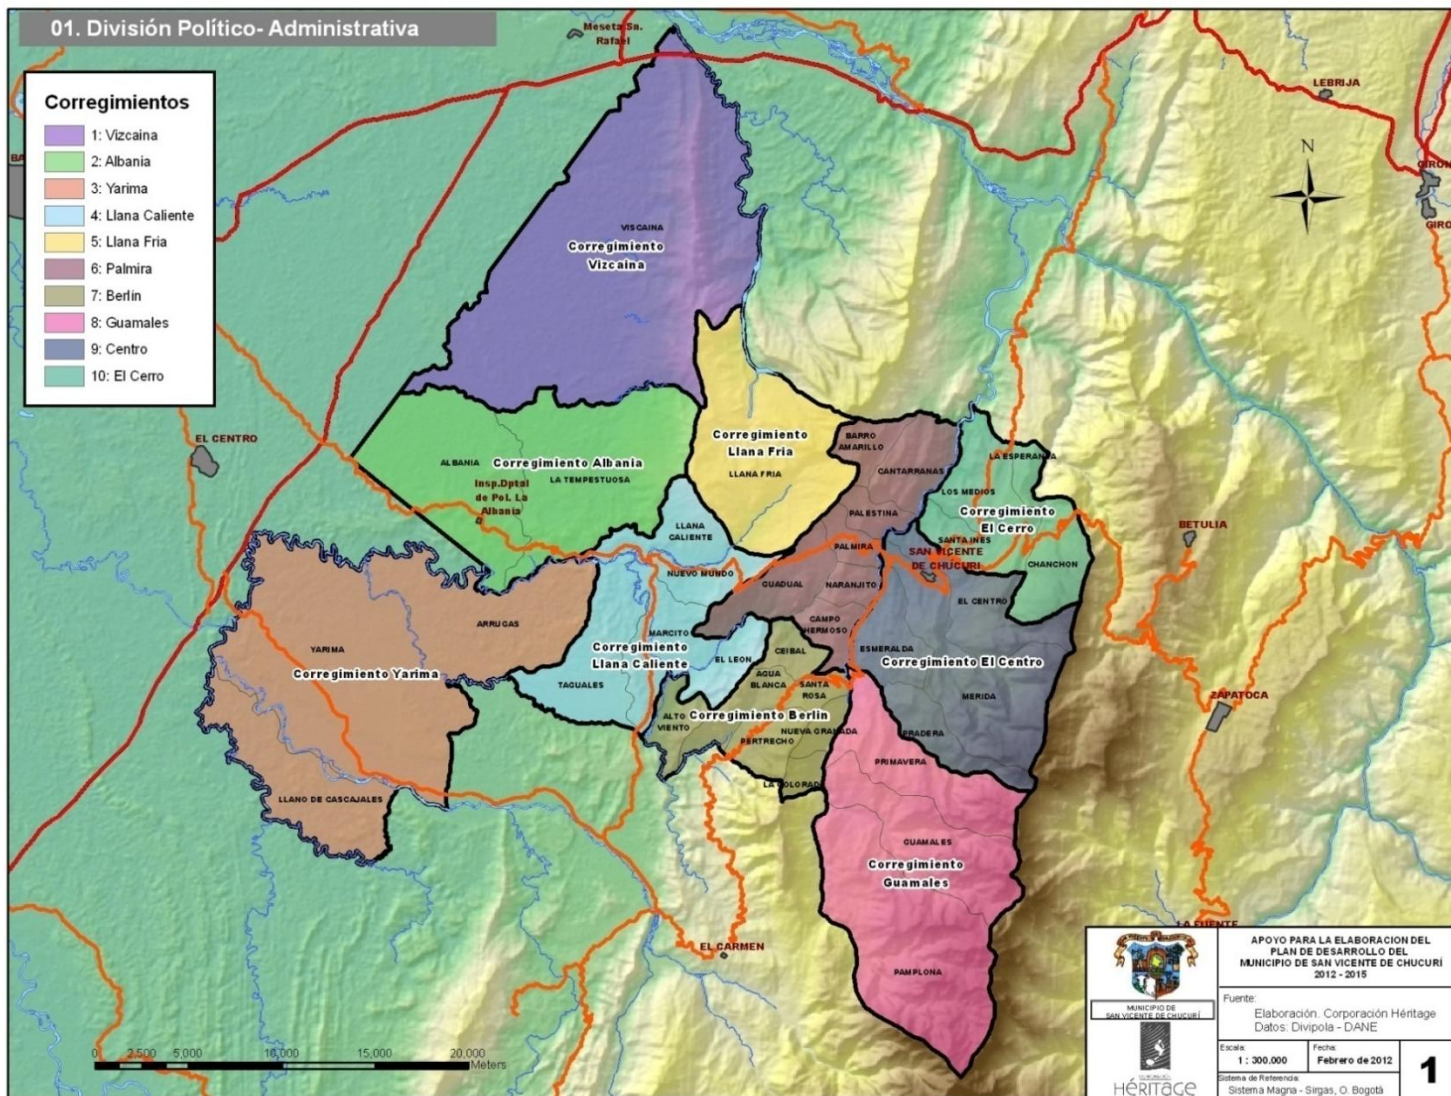 01. División Político- Administrativa
Corregimientos
1: Vizcaina
2: Albania
3: Yarima
4: Llana Caliente
5: Llana Fria
6: Palmira
7: Berlín
8: Guamales
9: Centro
10: El Cerro
Meseta Sn.
Rafael
LEBRIJA
N
GIRON
GIRO
BA
VISCAINA
Corregimiento
Vizcaina
EL CENTRO
ALBANIA
Corregimiento Albania
LA TEMPESTUOSA
Insp.Dptal
de Pol. La
Albania
Corregimiento
Llana Fria
LLANA FRIA
BARRO
AMARILLO
CANTARRANAS
PALESTINA
LA ESPERANZA
LOS MEDIOS
Corregimiento
El Cerro
SANTA INES
CHANCHON
BETULIA
LLANA
CALIENTE
NUEVO MUNDO
PALMIRA
SAN VICENTE
DE CHUCURI
GUADUAL
NARANJITO
EL CENTRO
CAMPO
HERMOSO
ARRUGAS
YARIMA
Corregimiento Yarima
MARCITO
Corregimiento
Llana Caliente
EL LEON
TAGUALES
CEIBAL
AGUA
BLANCA
SANTA
ROSA
ESMERALDA
Corregimiento El Centro
MERIDA
ZAPATOCA
ALTO
VIENTO
Corregimiento Berlin
NUEVA GRANADA
PERTRECHO
PRADERA
PRIMAVERA
LA COLORAD
LLANO DE CASCAJALES
GUAMALES
Corregimiento
Guamales
PAMPLONA
EL CARMEN
LA FUENTE
0 2,500 5,000 10,000 15,000 20,000
Meters
MUNICIPIO DE
SAN VICENTE DE CHUCURÍ
HÉRITAGE
APOYO PARA LA ELABORACION DEL
PLAN DE DESARROLLO DEL
MUNICIPIO DE SAN VICENTE DE CHUCURÍ
2012 - 2015
Fuente:
Elaboración. Corporación Héritage
Datos: Divipola - DANE
Escala:
1 : 300.000
Fecha:
Febrero de 2012
1
Sistema de Referencia:
Sistema Magna - Sirgas, O. Bogotá